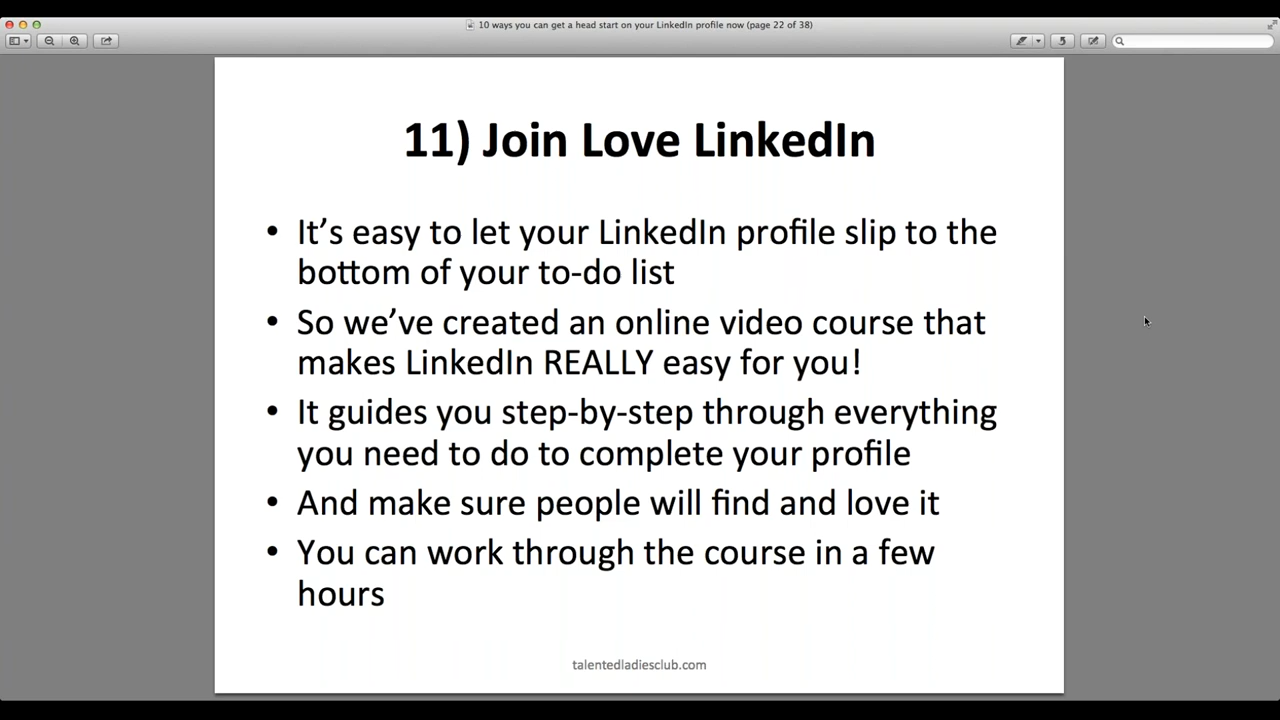 10 ways you can get a head start on your LinkedIn profile now (page 22 of 38)
11) Join Love LinkedIn
• It's easy to let your LinkedIn profile slip to the
bottom of your to-do list
• So we've created an online video course that
makes LinkedIn REALLY easy for you!
• It guides you step-by-step through everything
you need to do to complete your profile
• And make sure people will find and love it
• You can work through the course in a few
hours
talentedladiesclub.com